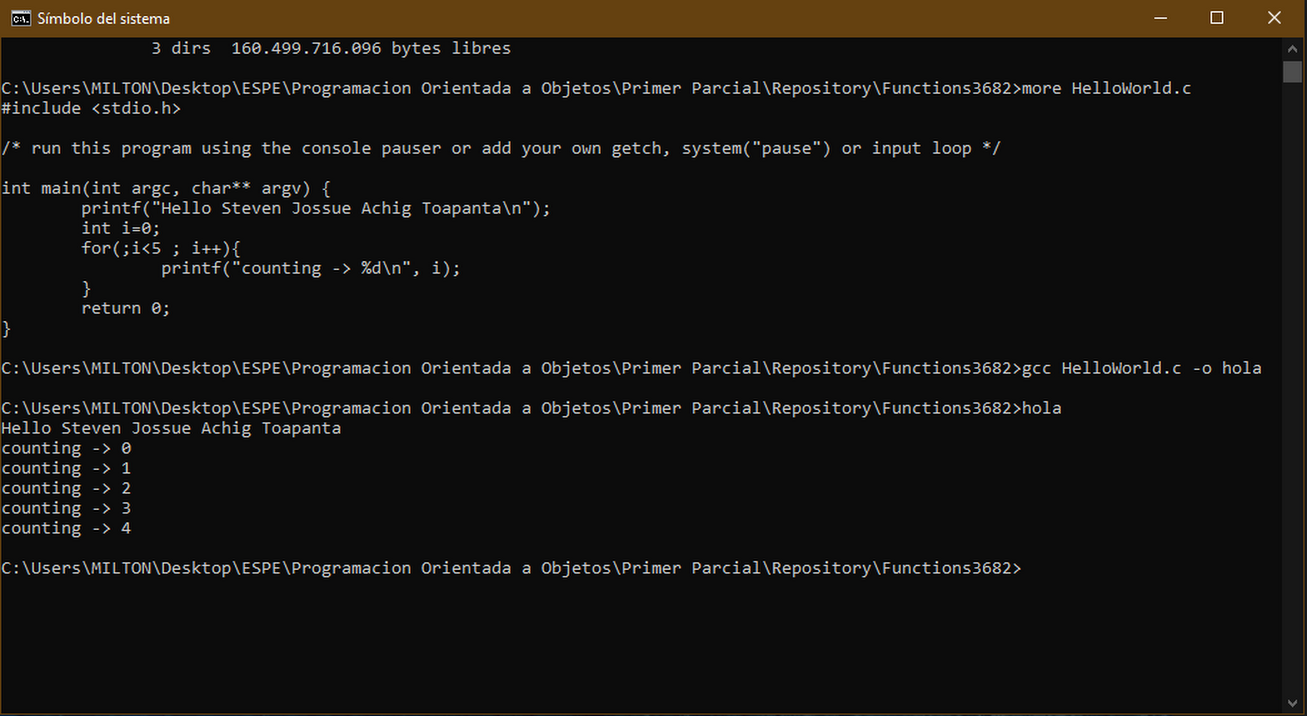 Símbolo del sistema
3 dirs  160.499.716.096 bytes libres
C:\Users\MILTON\Desktop\ESPE\Programacion Orientada a Objetos\Primer Parcial\Repository\Functions3682>more HelloWorld.c
#include <stdio.h>
/* run this program using the console pauser or add your own getch, system("pause") or input loop */
int main(int argc, char** argv) {
        printf("Hello Steven Jossue Achig Toapanta\n");
        int i=0;
        for(;i<5 ; i++){
                printf("counting -> %d\n", i);
        }
        return 0;
}
C:\Users\MILTON\Desktop\ESPE\Programacion Orientada a Objetos\Primer Parcial\Repository\Functions3682>gcc HelloWorld.c -o hola
C:\Users\MILTON\Desktop\ESPE\Programacion Orientada a Objetos\Primer Parcial\Repository\Functions3682>hola
Hello Steven Jossue Achig Toapanta
counting -> 0
counting -> 1
counting -> 2
counting -> 3
counting -> 4
C:\Users\MILTON\Desktop\ESPE\Programacion Orientada a Objetos\Primer Parcial\Repository\Functions3682>